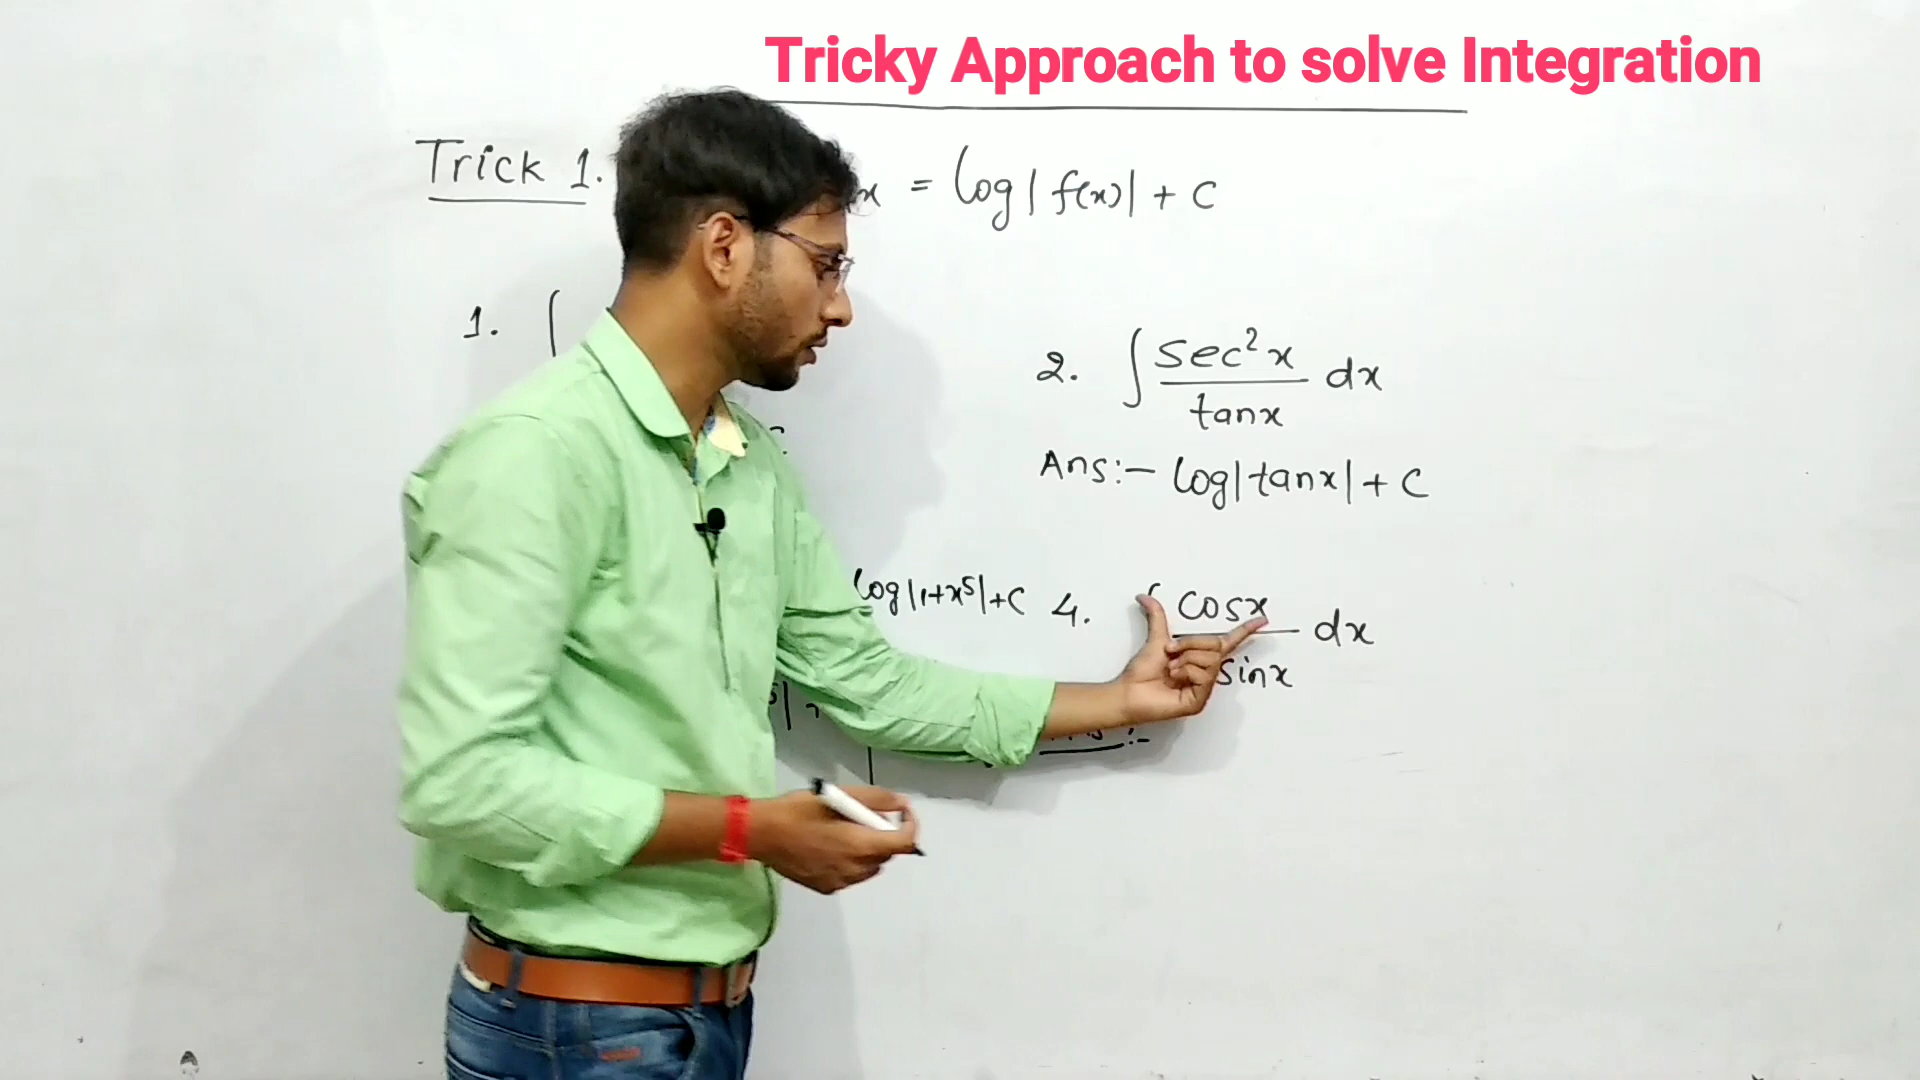 Tricky Approach to solve Integration
Trick 1. x = log|f(x)| + c
1. ∫
2. ∫ sec²x / tanx dx
Ans:- log|tanx| + c
log|1+x⁵|+c
4. ∫ cosx / sinx dx